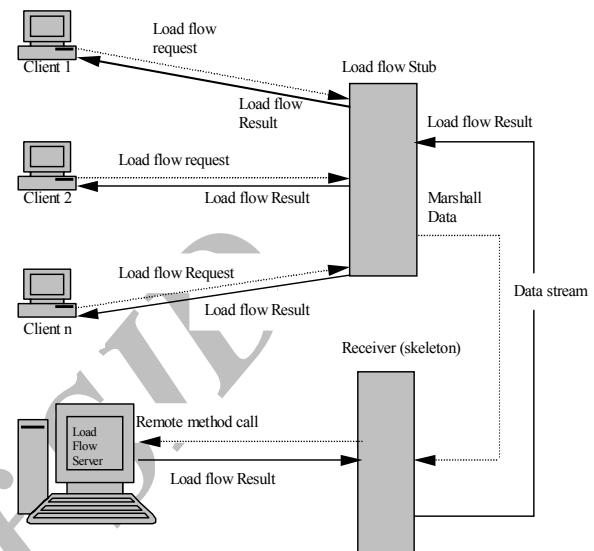 Load flow
request
Client 1
Load flow Stub
Load flow
Result
Load flow Result
Load flow request
Client 2
Load flow Result
Marshall
Data
Load flow Request
Load flow Result
Client n
Data stream
Receiver (skeleton)
Load
Flow
Server
Remote method call
Load flow Result